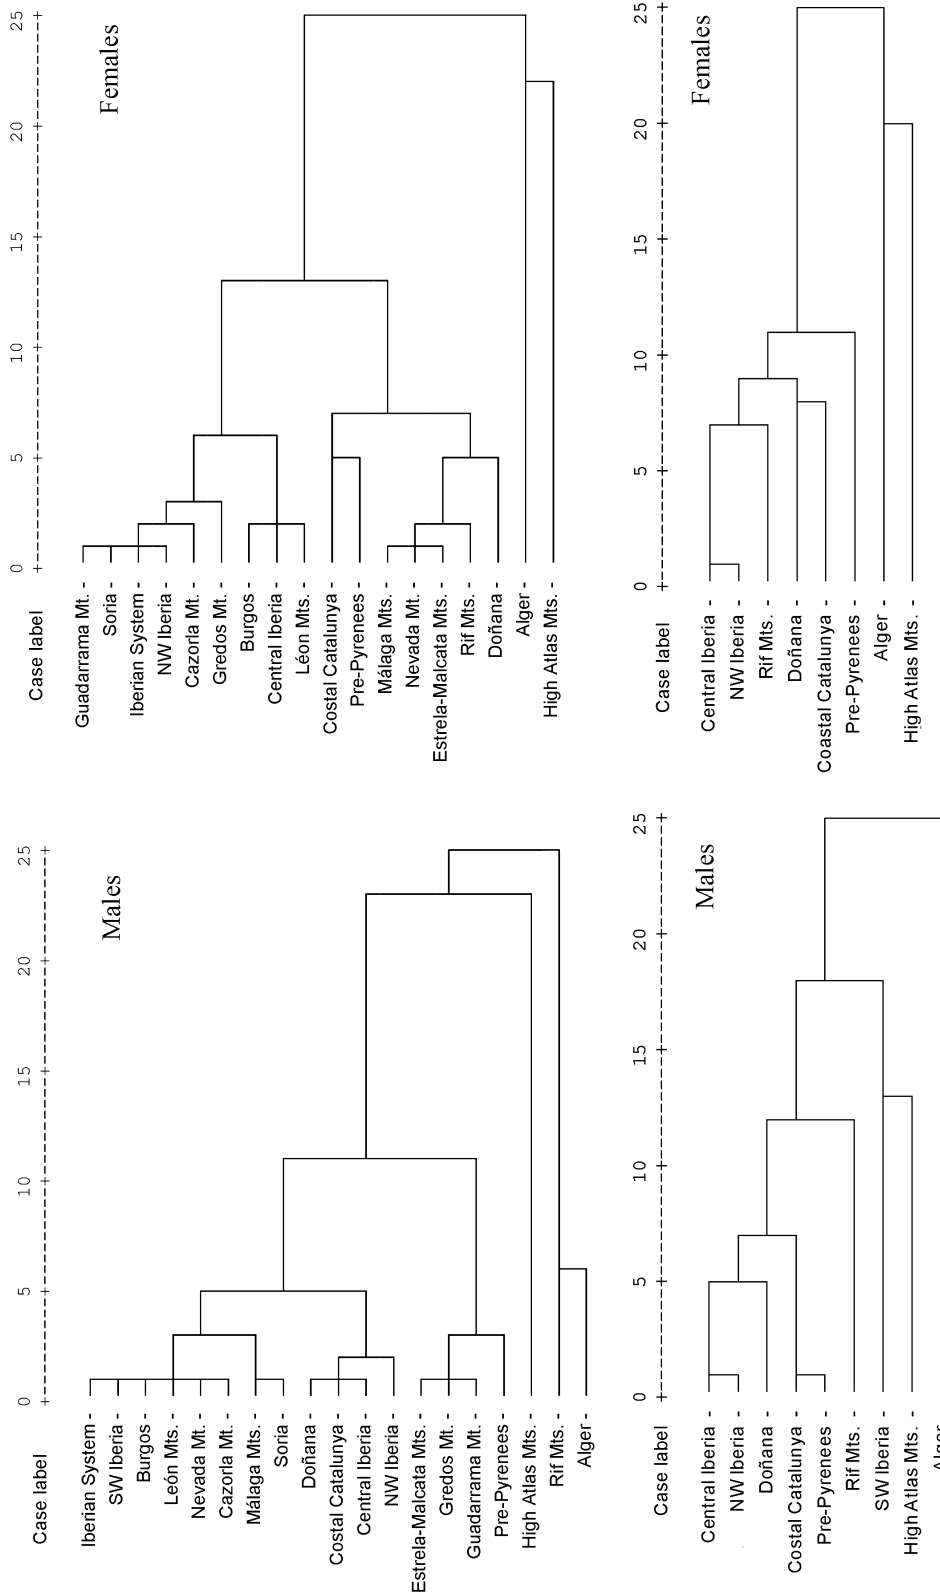 Females
0 5 10 15 20 25
Case label
Guadarrama Mt. -
Soria -
Iberian System -
NW Iberia -
Cazorla Mt. -
Gredos Mt. -
Burgos -
Central Iberia -
Léon Mts. -
Costal Catalunya -
Pre-Pyrenees -
Málaga Mts. -
Nevada Mt. -
Estrela-Malcata Mts. -
Rif Mts. -
Doñana -
Alger -
High Atlas Mts. -
Females
0 5 10 15 20 25
Case label
Central Iberia -
NW Iberia -
Rif Mts. -
Doñana -
Coastal Catalunya -
Pre-Pyrenees -
Alger -
High Atlas Mts. -
Males
0 5 10 15 20 25
Case label
Iberian System -
SW Iberia -
Burgos -
León Mts. -
Nevada Mt. -
Cazorla Mt. -
Málaga Mts. -
Soria -
Doñana -
Costal Catalunya -
Central Iberia -
NW Iberia -
Estrela-Malcata Mts. -
Gredos Mt. -
Guadarrama Mt. -
Pre-Pyrenees -
High Atlas Mts. -
Rif Mts. -
Alger -
Males
0 5 10 15 20 25
Case label
Central Iberia -
NW Iberia -
Doñana -
Costal Catalunya -
Pre-Pyrenees -
Rif Mts. -
SW Iberia -
High Atlas Mts. -